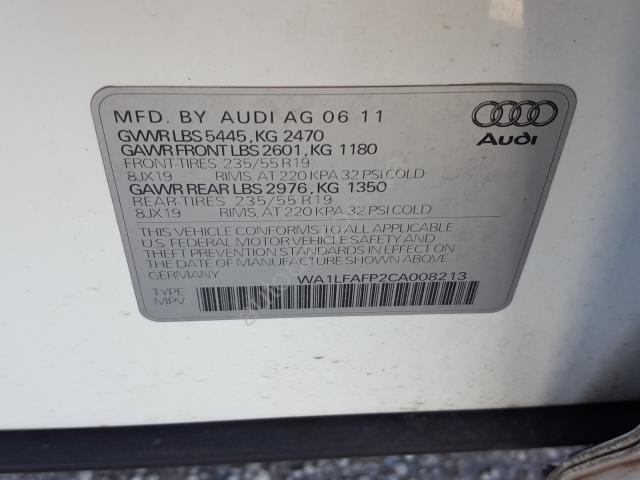 MFD. BY AUDI AG 06 11
GVWR LBS 5445, KG 2470
GAWR FRONT LBS 2601, KG 1180
FRONT-TIRES 235/55 R19
8JX19 RIMS, AT 220 KPA 32 PSI COLD
GAWR REAR LBS 2976, KG 1350
REAR-TIRES 235/55 R19
8JX19 RIMS, AT 220 KPA 32 PSI COLD
Audi
THIS VEHICLE CONFORMS TO ALL APPLICABLE
U.S. FEDERAL MOTOR VEHICLE SAFETY AND
THEFT PREVENTION STANDARDS IN EFFECT ON
THE DATE OF MANUFACTURE SHOWN ABOVE.
GERMANY WA1LFAFP2CA008213
TYPE
MPV